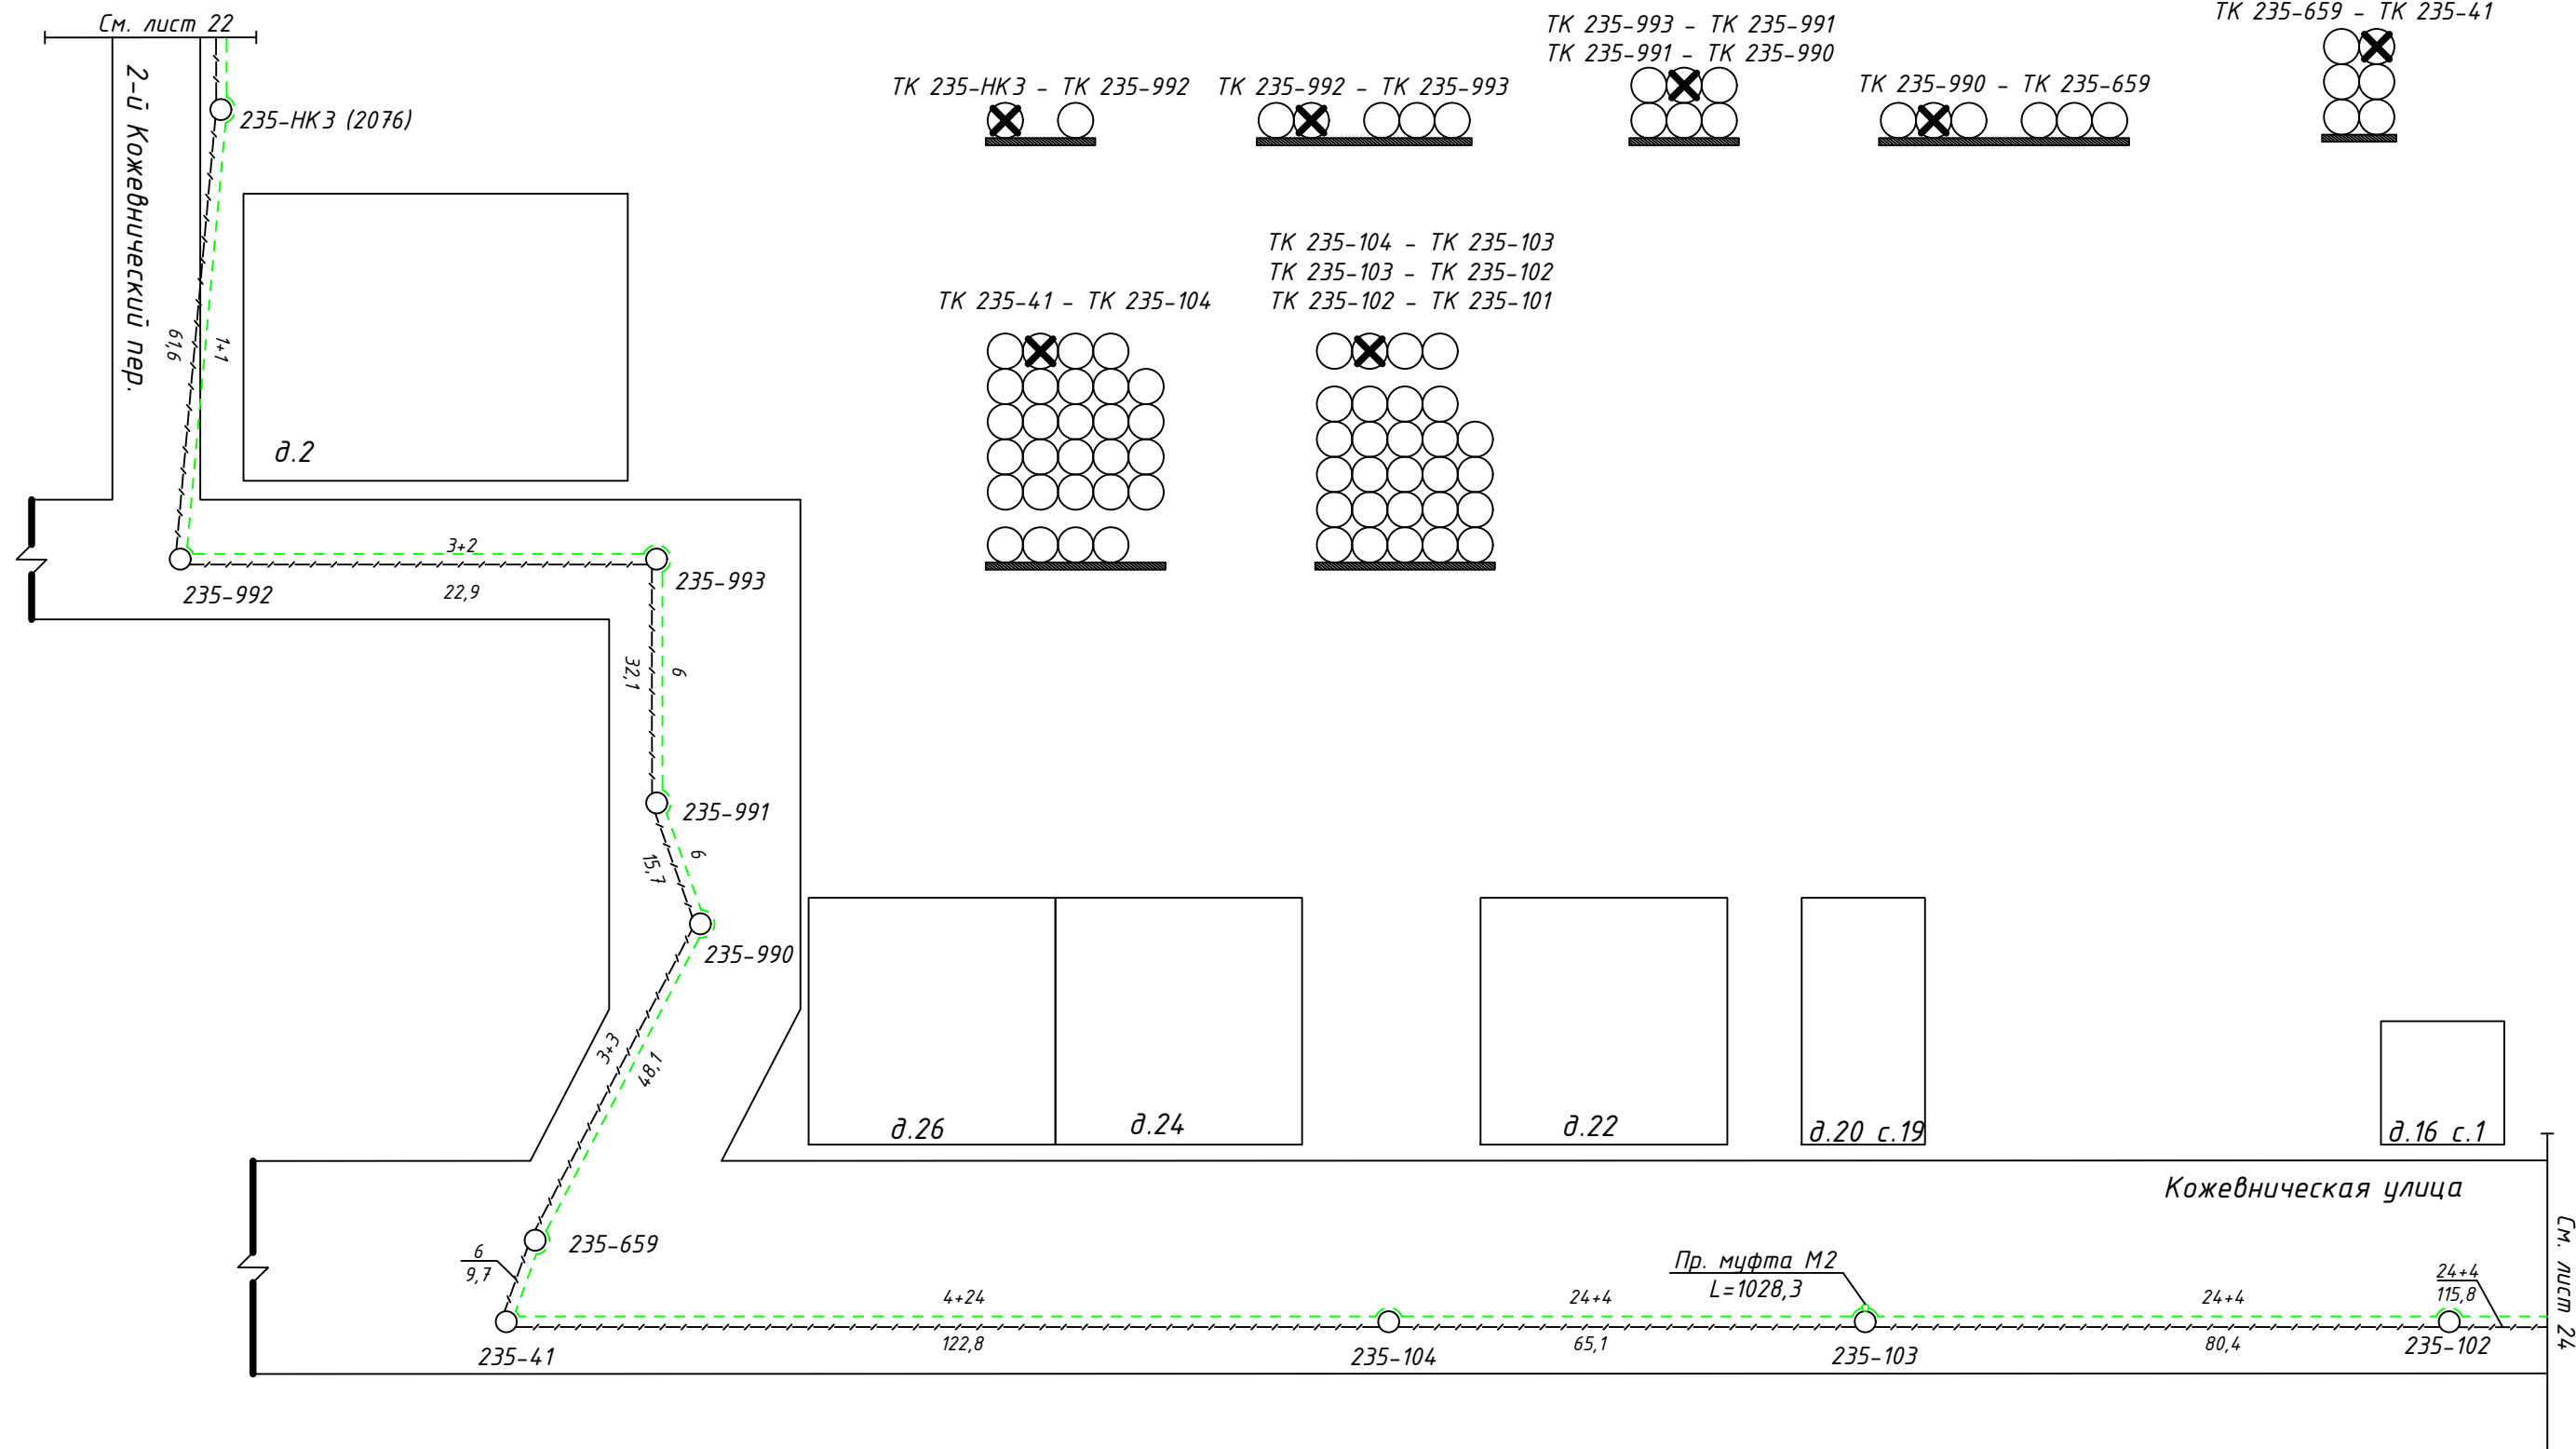 См. лист 22
2-й Кожевнический пер.
235-НК3 (2076)
61,6
1+1
д.2
ТК 235-НК3 - ТК 235-992
ТК 235-992 - ТК 235-993
ТК 235-993 - ТК 235-991
ТК 235-991 - ТК 235-990
ТК 235-990 - ТК 235-659
ТК 235-659 - ТК 235-41
ТК 235-41 - ТК 235-104
ТК 235-104 - ТК 235-103
ТК 235-103 - ТК 235-102
ТК 235-102 - ТК 235-101
3+2
22,9
235-992
235-993
32,1
6
235-991
15,7
6
235-990
3+3
48,1
д.26
д.24
д.22
д.20 с.19
д.16 с.1
Кожевническая улица
235-659
6
9,7
235-41
4+24
122,8
235-104
24+4
65,1
Пр. муфта М2
L=1028,3
235-103
24+4
80,4
24+4
115,8
235-102
См. лист 24